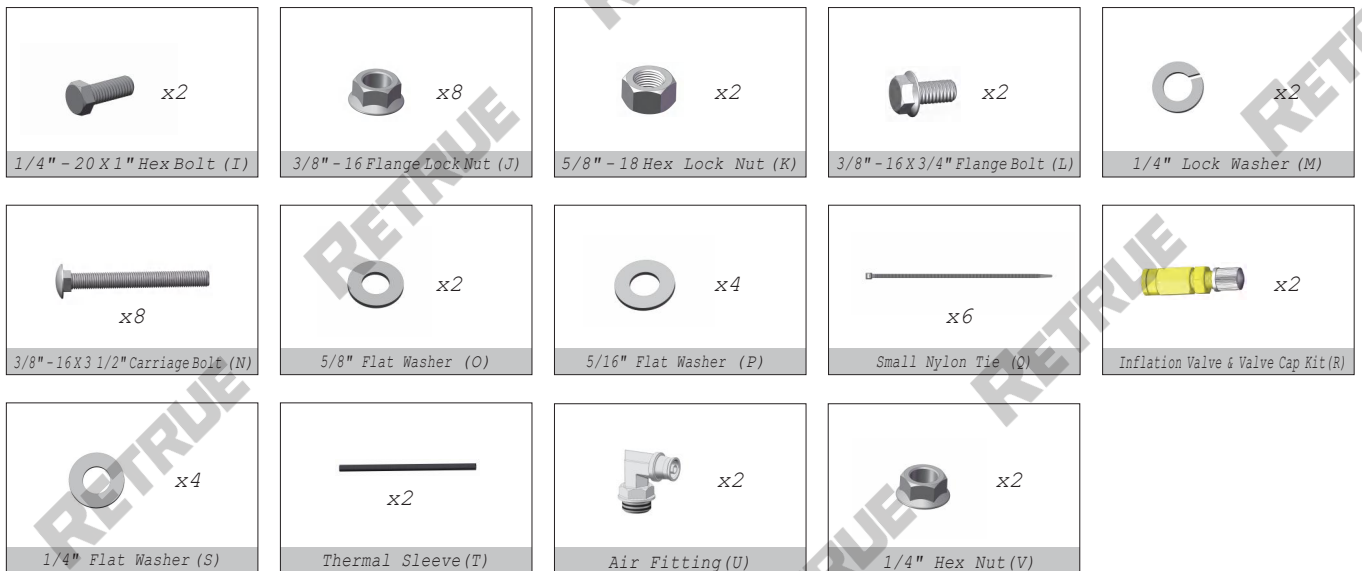 x2
x8
x2
x2
x2
1/4" - 20 X 1" Hex Bolt (I)
3/8" - 16 Flange Lock Nut (J)
5/8" - 18 Hex Lock Nut (K)
3/8" - 16 X 3/4" Flange Bolt (L)
1/4" Lock Washer (M)
x8
x2
x4
x6
x2
3/8" - 16 X 3 1/2" Carriage Bolt (N)
5/8" Flat Washer (O)
5/16" Flat Washer (P)
Small Nylon Tie (Q)
Inflation Valve & Valve Cap Kit (R)
x4
x2
x2
x2
1/4" Flat Washer (S)
Thermal Sleeve (T)
Air Fitting (U)
1/4" Hex Nut (V)
RETRUE
RETRUE
RETRUE
RETRUE